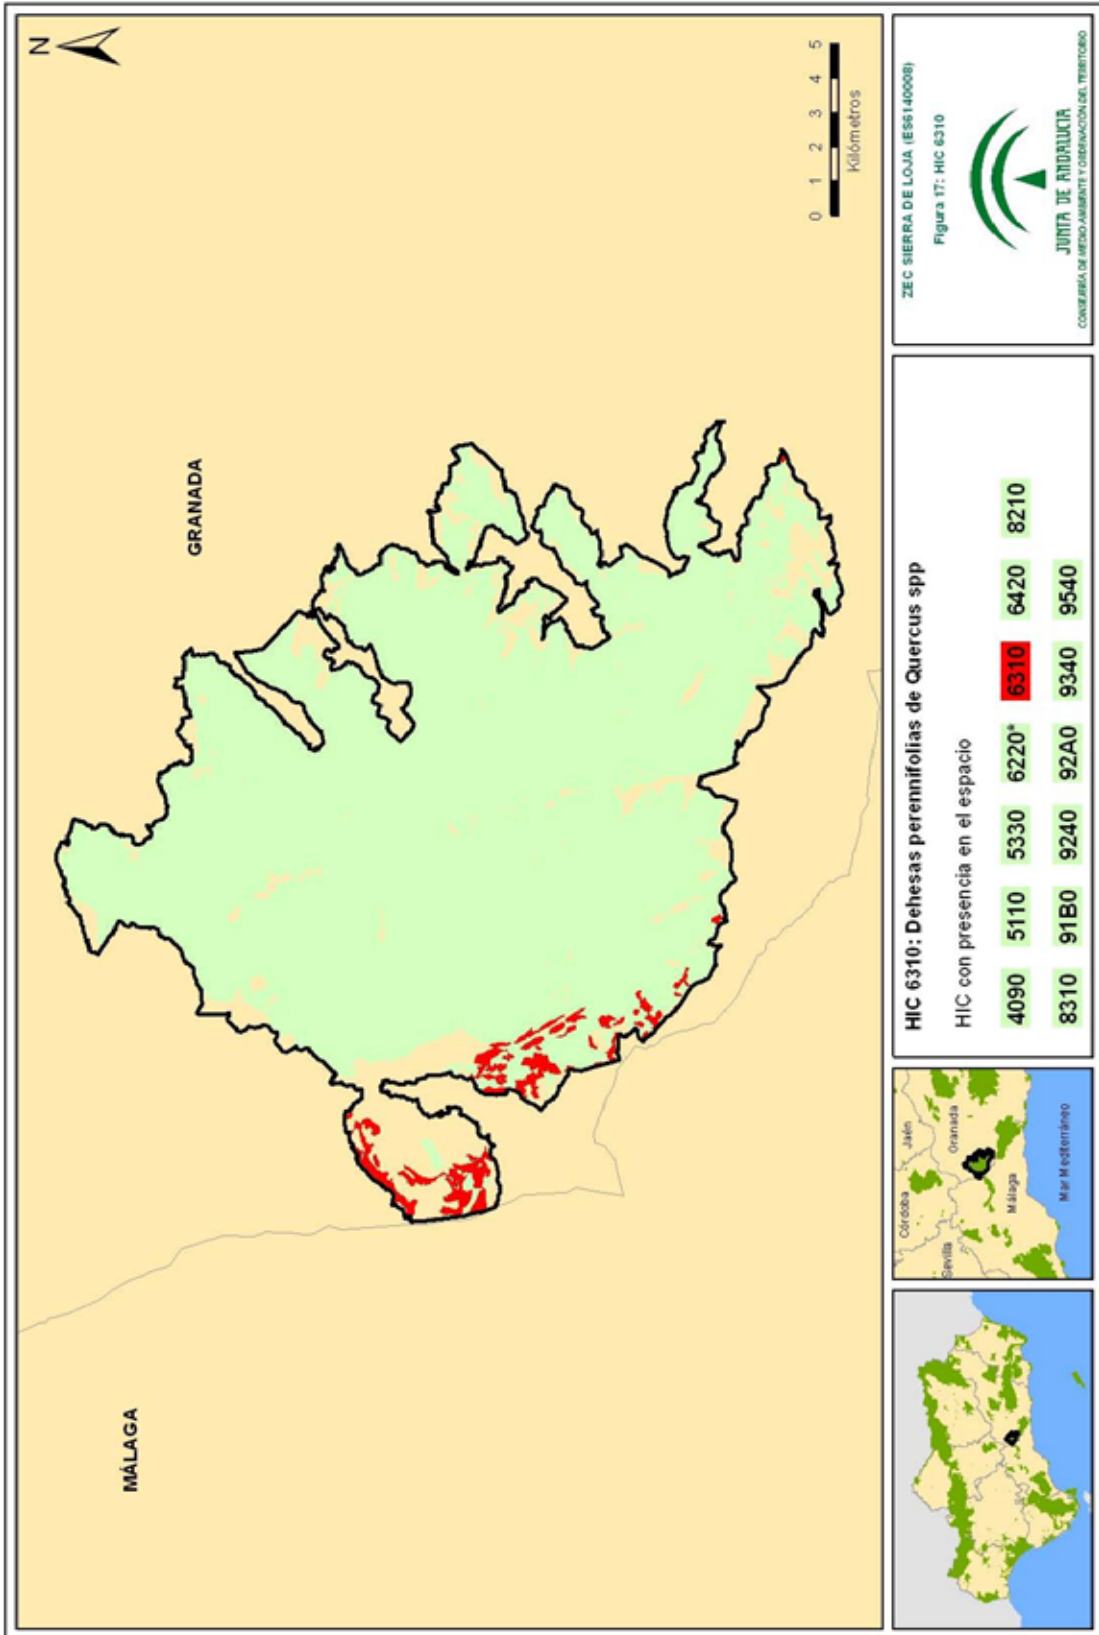 N
GRANADA
MÁLAGA
0 1 2 3 4 5
Kilómetros
Córdoba
Jaén
Sevilla
Granada
Málaga
Mar Mediterráneo
HIC 6310: Dehesas perennifolias de Quercus spp
HIC con presencia en el espacio
4090 5110 5330 6220* 6310 6420 8210
8310 91B0 9240 92A0 9340 9540
ZEC SIERRA DE LOJA (ES6140008)
Figura 17: HIC 6310
JUNTA DE ANDALUCIA
CONSEJERÍA DE MEDIO AMBIENTE Y ORDENACIÓN DEL TERRITORIO